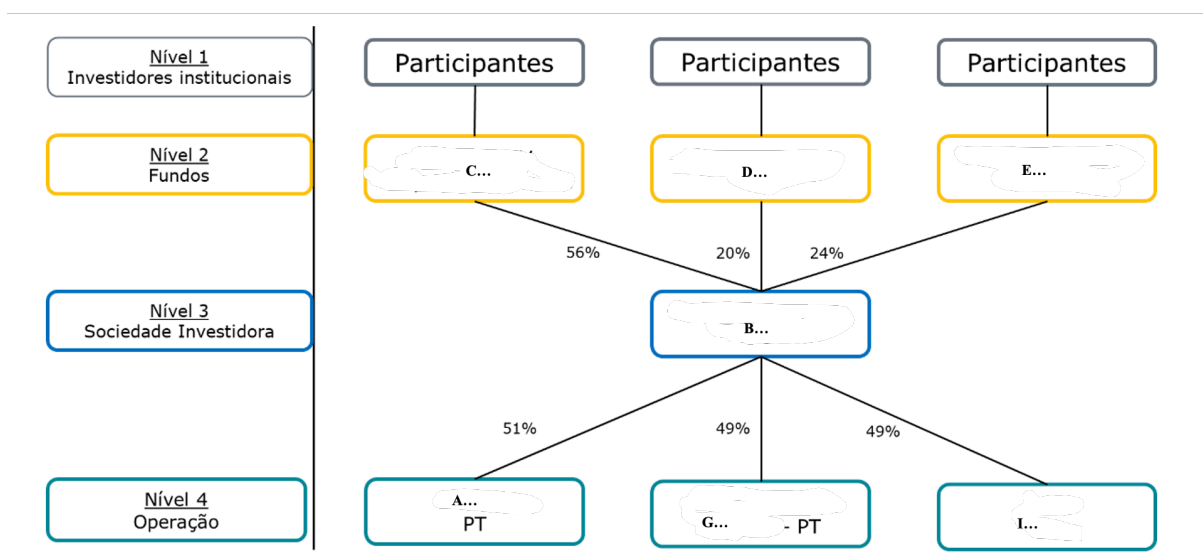 Nível 1
Investidores institucionais
Participantes
Participantes
Participantes
Nível 2
Fundos
C...
D...
E...
56%
20%
24%
Nível 3
Sociedade Investidora
B...
51%
49%
49%
Nível 4
Operação
A...
PT
G... - PT
I...